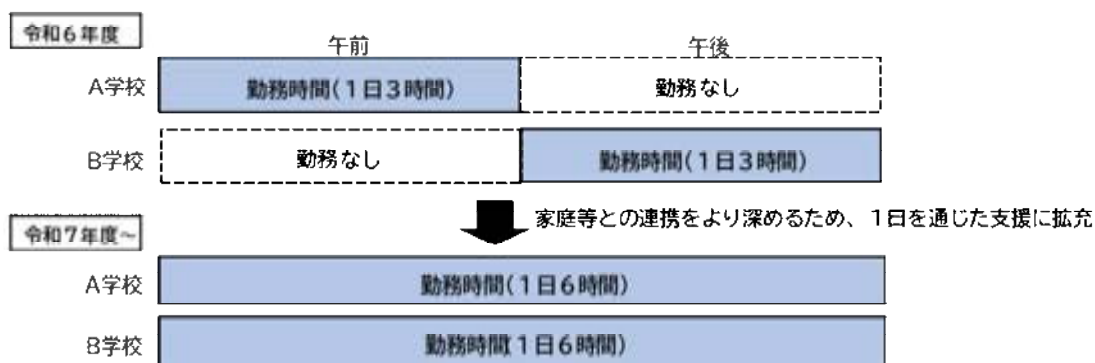 令和6年度
午前 午後
A学校 勤務時間(1日3時間) 勤務なし
B学校 勤務なし 勤務時間(1日3時間)
家庭等との連携をより深めるため、1日を通じた支援に拡充
令和7年度～
A学校 勤務時間(1日6時間)
B学校 勤務時間(1日6時間)